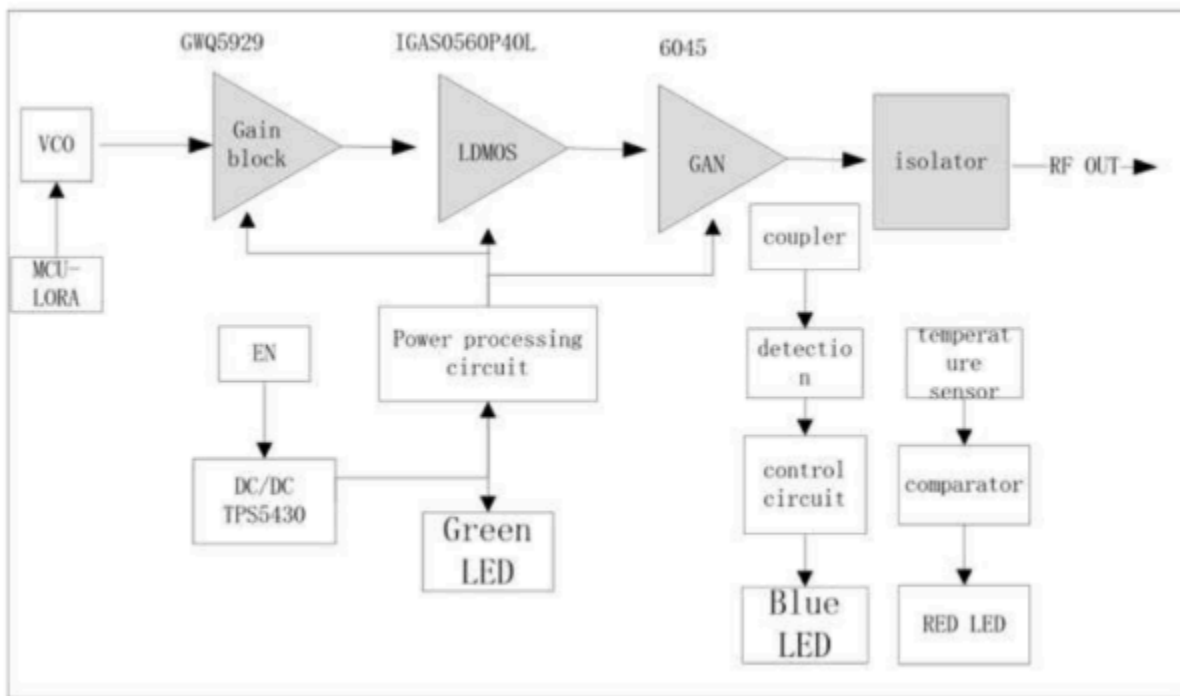 GWQ5929
IGAS0560P40L
6045
VCO
Gain
block
LDMOS
GAN
isolator
RF OUT
MCU-
LORA
coupler
EN
Power processing
circuit
detectio
n
temperat
ure
sensor
DC/DC
TPS5430
Green
LED
control
circuit
comparator
Blue
LED
RED LED